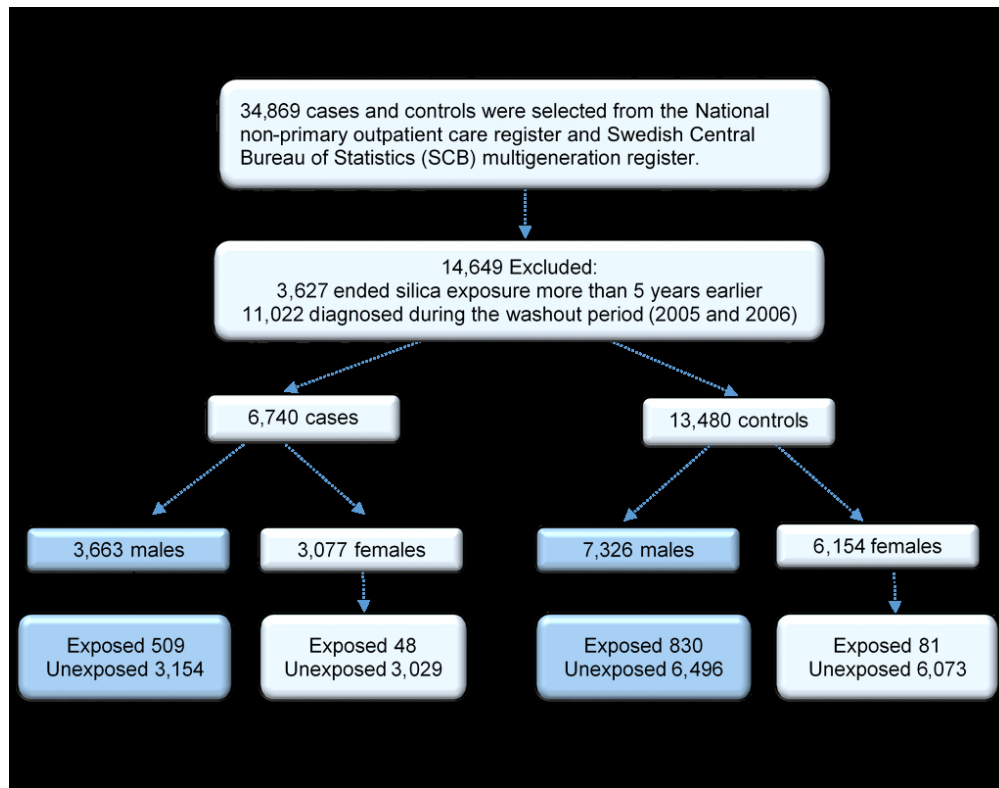 34,869 cases and controls were selected from the National
non-primary outpatient care register and Swedish Central
Bureau of Statistics (SCB) multigeneration register.
14,649 Excluded:
3,627 ended silica exposure more than 5 years earlier
11,022 diagnosed during the washout period (2005 and 2006)
6,740 cases
13,480 controls
3,663 males
3,077 females
7,326 males
6,154 females
Exposed 509
Unexposed 3,154
Exposed 48
Unexposed 3,029
Exposed 830
Unexposed 6,496
Exposed 81
Unexposed 6,073